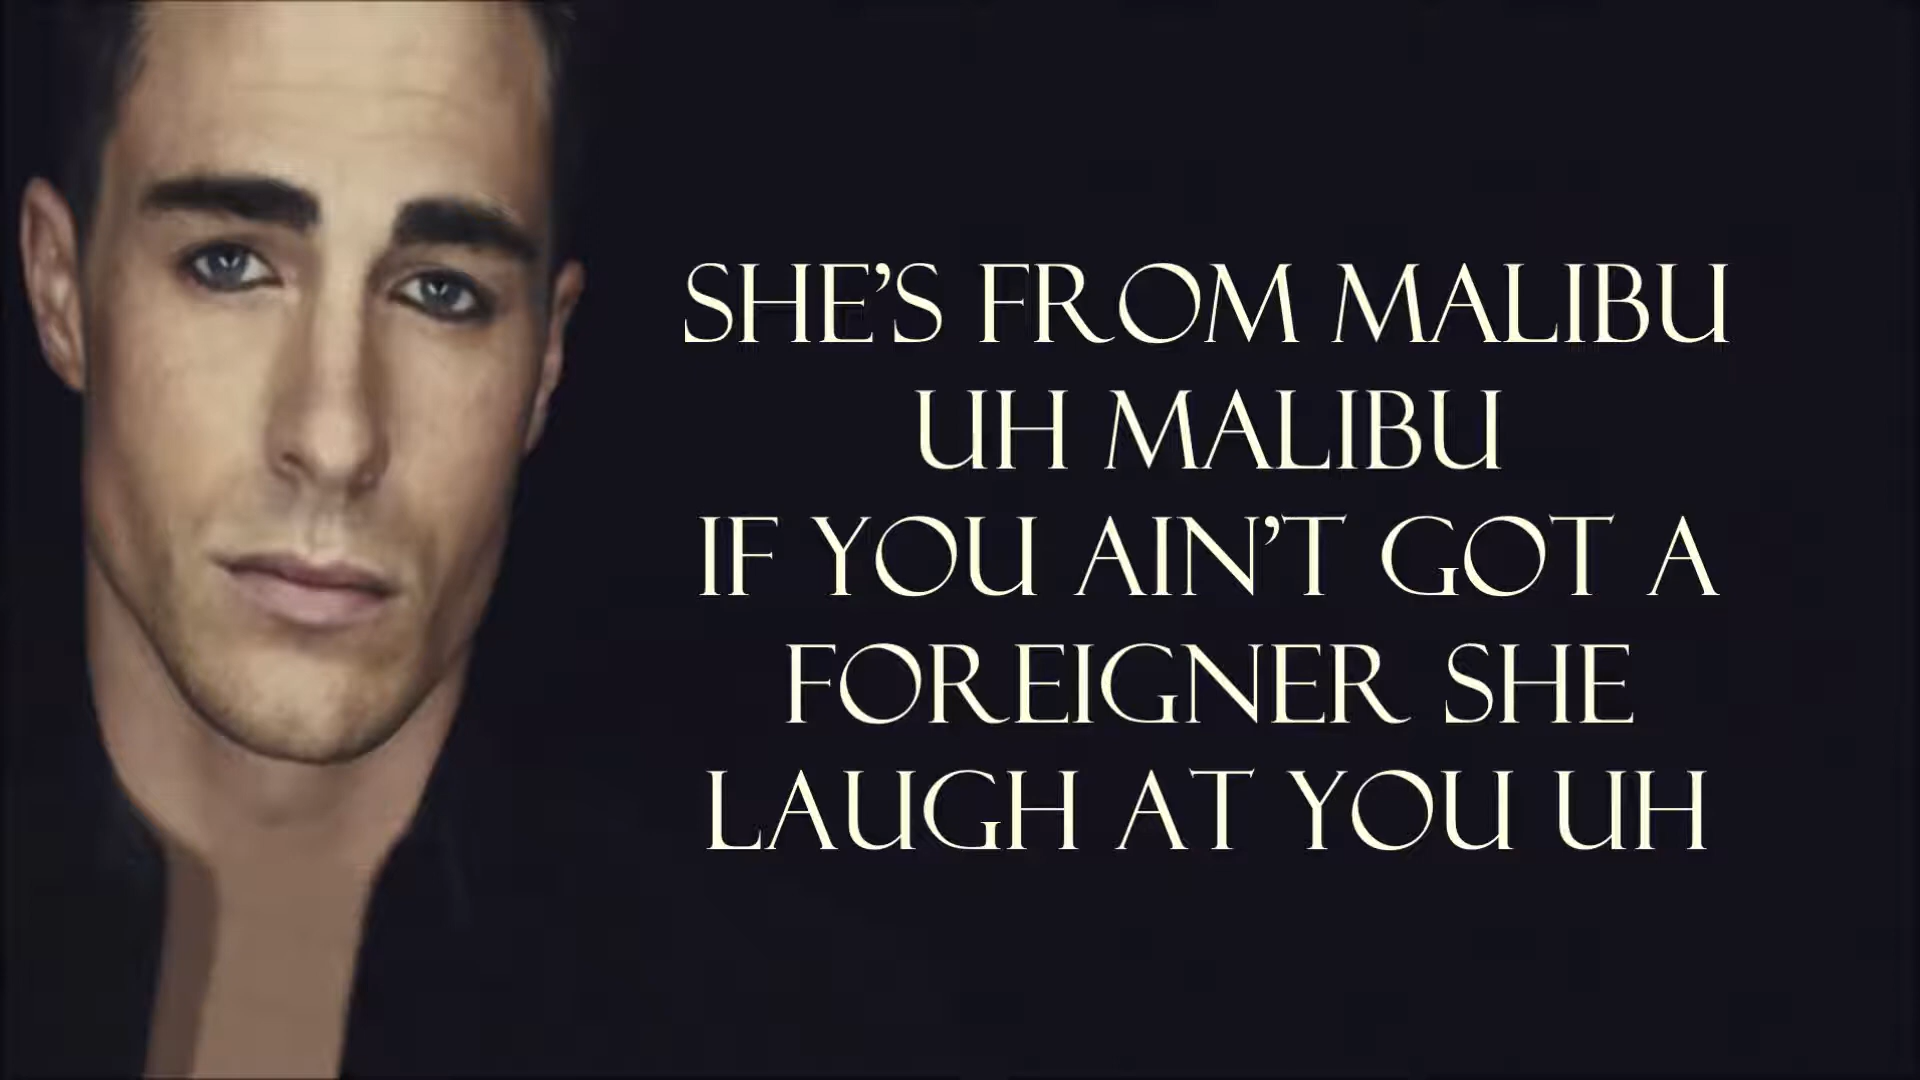 SHE'S FROM MALIBU
UH MALIBU
IF YOU AIN'T GOT A
FOREIGNER SHE
LAUGH AT YOU UH